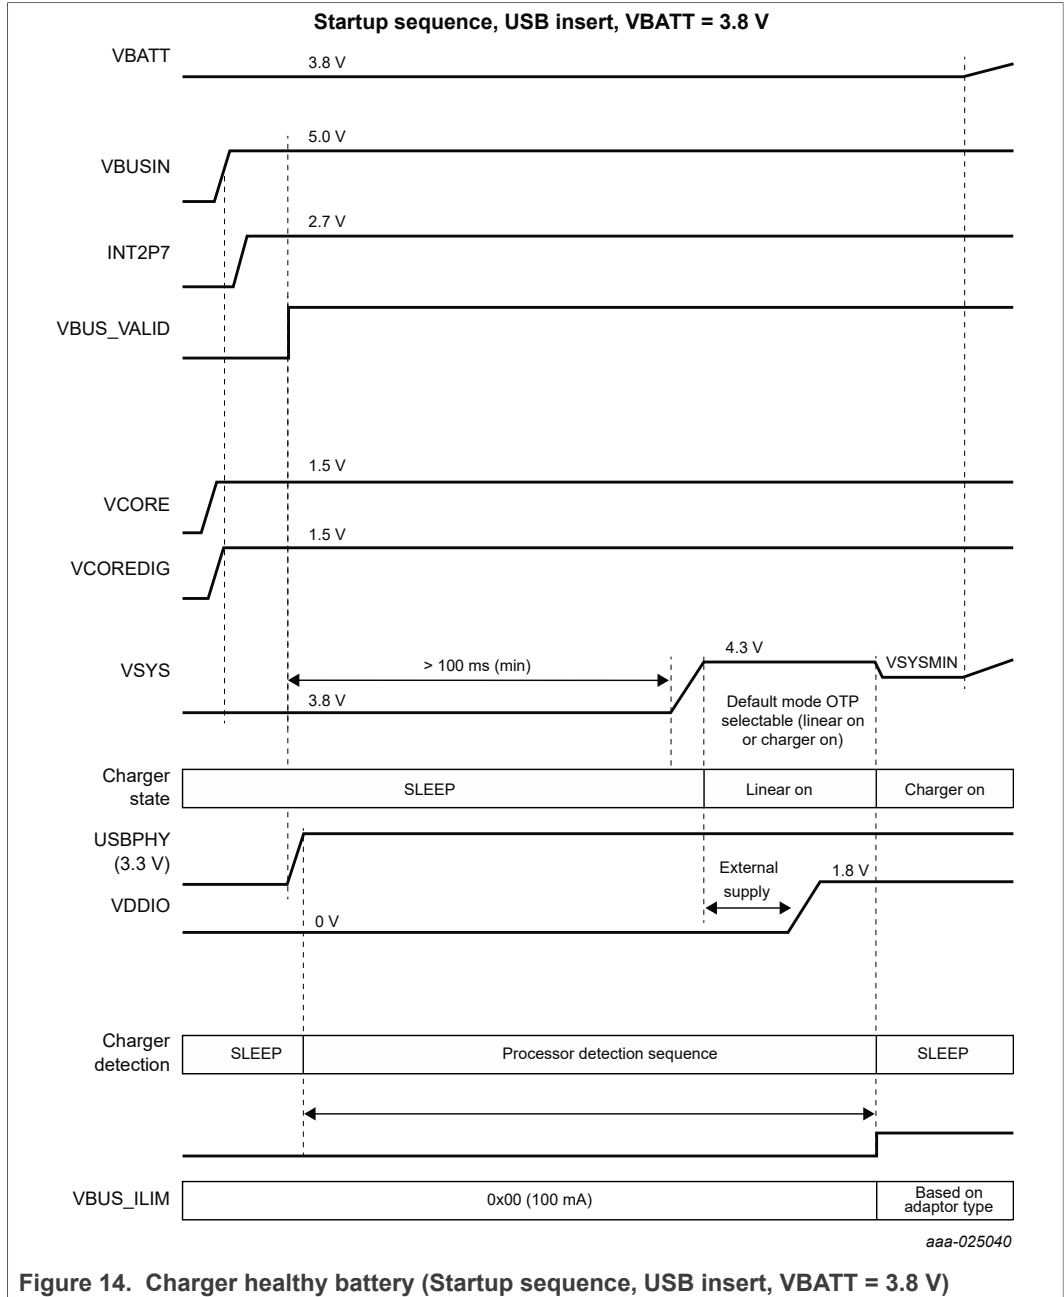 Startup sequence, USB insert, VBATT = 3.8 V
VBATT
3.8 V
5.0 V
VBUSIN
2.7 V
INT2P7
VBUS_VALID
1.5 V
VCORE
1.5 V
VCOREDIG
4.3 V
VSYS
> 100 ms (min)
VSYSMIN
3.8 V
Default mode OTP
selectable (linear on
or charger on)
Charger
state
SLEEP
Linear on
Charger on
USBPHY
(3.3 V)
External
supply
1.8 V
VDDIO
0 V
Charger
detection
SLEEP
Processor detection sequence
SLEEP
VBUS_ILIM
0x00 (100 mA)
Based on
adaptor type
aaa-025040
Figure 14. Charger healthy battery (Startup sequence, USB insert, VBATT = 3.8 V)